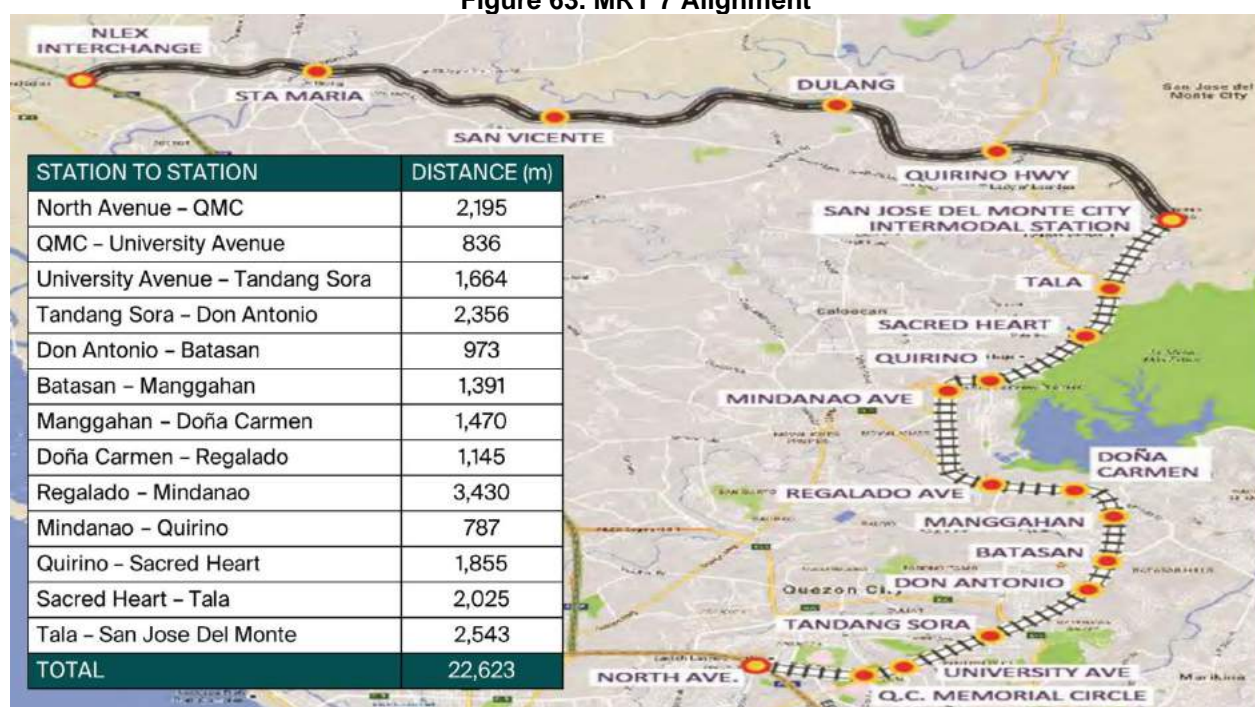 Figure 63. MRT 7 Alignment
NLEX
INTERCHANGE
STA MARIA
SAN VICENTE
DULANG
San Jose del
Monte City
QUIRINO HWY
SAN JOSE DEL MONTE CITY
INTERMODAL STATION
TALA
Caloocan
SACRED HEART
QUIRINO
MINDANAO AVE
DOÑA
CARMEN
REGALADO AVE
MANGGAHAN
BATASAN
DON ANTONIO
Quezon Ci
TANDANG SORA
NORTH AVE.
UNIVERSITY AVE
Q.C. MEMORIAL CIRCLE
Marikina
STATION TO STATION DISTANCE (m)
North Avenue – QMC 2,195
QMC – University Avenue 836
University Avenue – Tandang Sora 1,664
Tandang Sora – Don Antonio 2,356
Don Antonio – Batasan 973
Batasan – Manggahan 1,391
Manggahan – Doña Carmen 1,470
Doña Carmen – Regalado 1,145
Regalado – Mindanao 3,430
Mindanao – Quirino 787
Quirino – Sacred Heart 1,855
Sacred Heart – Tala 2,025
Tala – San Jose Del Monte 2,543
TOTAL 22,623